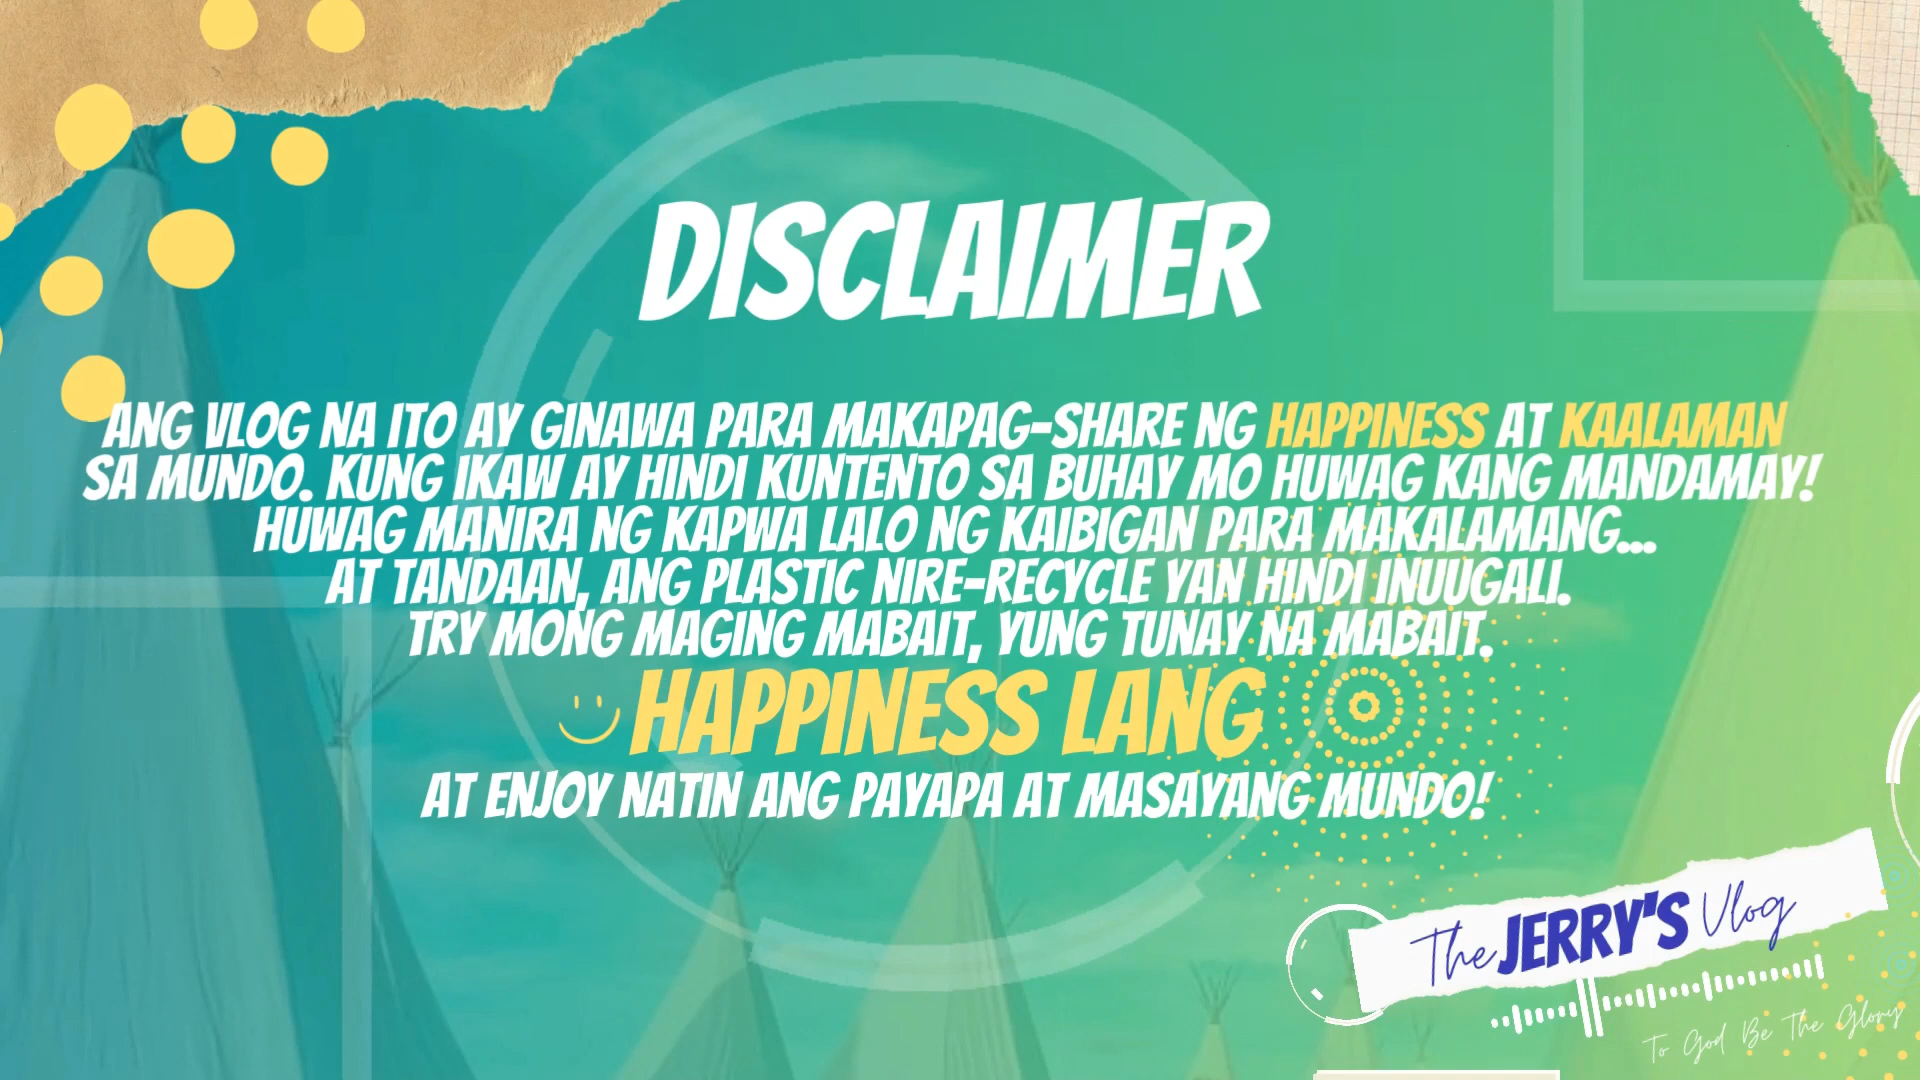 DISCLAIMER
ANG VLOG NA ITO AY GINAWA PARA MAKAPAG-SHARE NG HAPPINESS AT KAALAMAN
SA MUNDO. KUNG IKAW AY HINDI KUNTENTO SA BUHAY MO HUWAG KANG MANDAMAY!
HUWAG MANIRA NG KAPWA LALO NG KAIBIGAN PARA MAKALAMANG...
AT TANDAAN, ANG PLASTIC NIRE-RECYCLE YAN HINDI INUUGALI.
TRY MONG MAGING MABAIT, YUNG TUNAY NA MABAIT.
HAPPINESS LANG
AT ENJOY NATIN ANG PAYAPA AT MASAYANG MUNDO!
The JERRY'S Vlog
To God Be The Glory